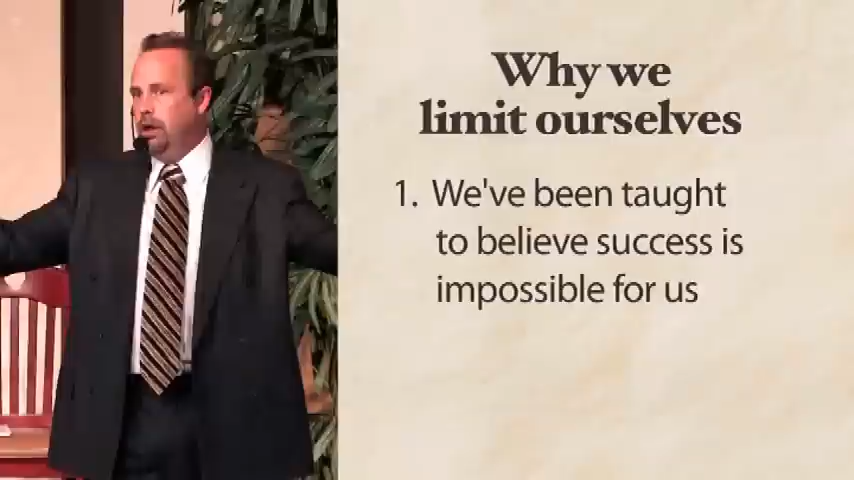 Why we
limit ourselves
1. We've been taught
to believe success is
impossible for us